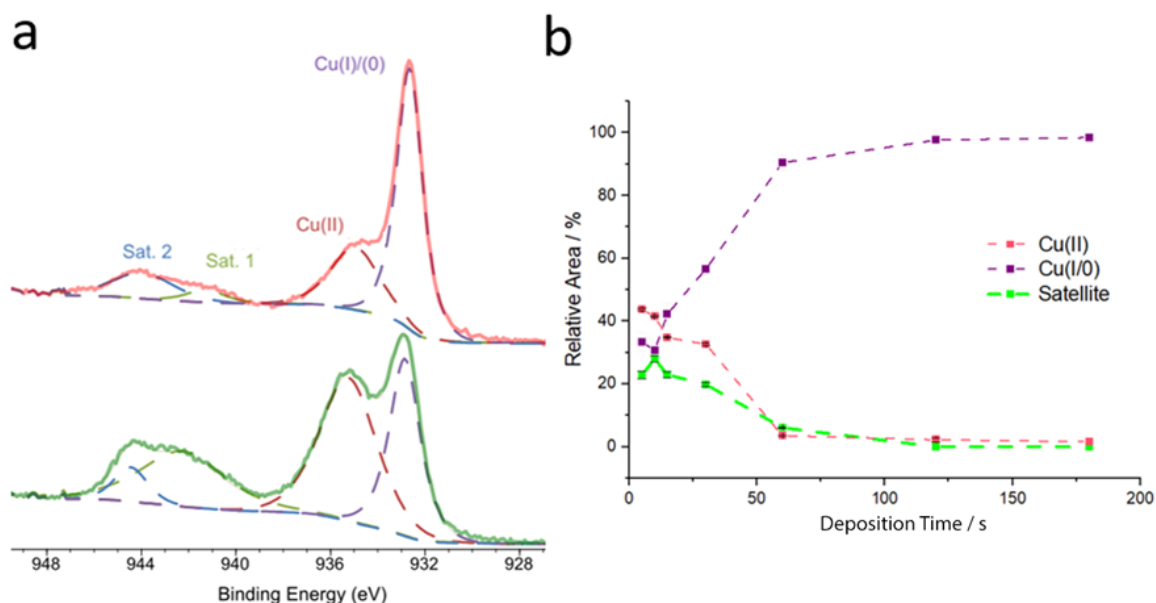 a
Cu(I)/(0)
Cu(II)
Sat. 2
Sat. 1
948 944 940 936 932 928
Binding Energy (eV)
b
100
80
60
40
20
0
Relative Area / %
Cu(II)
Cu(I/0)
Satellite
0 50 100 150 200
Deposition Time / s